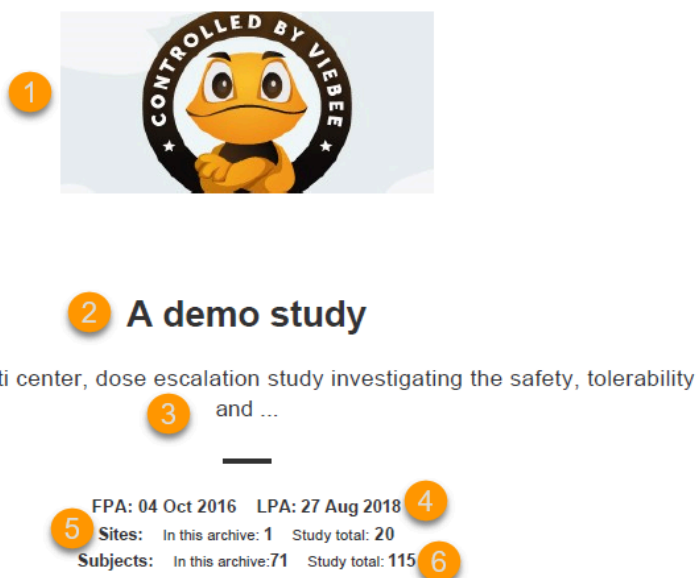 CONTROLLED BY VIEBEE
1
2 A demo study
ti center, dose escalation study investigating the safety, tolerability
3 and ...
FPA: 04 Oct 2016 LPA: 27 Aug 2018 4
5 Sites: In this archive: 1 Study total: 20
Subjects: In this archive:71 Study total: 115 6